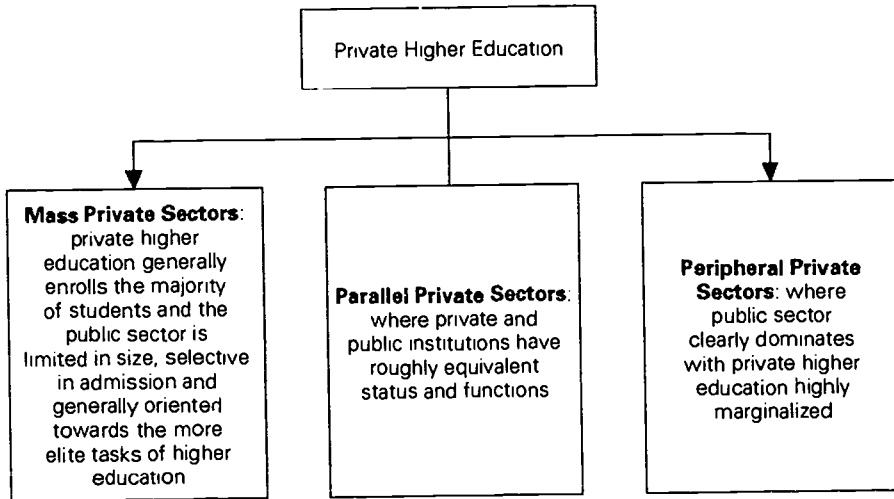 Private Higher Education
Mass Private Sectors:
private higher
education generally
enrolls the majority
of students and the
public sector is
limited in size, selective
in admission and
generally oriented
towards the more
elite tasks of higher
education
Parallel Private Sectors:
where private and
public institutions have
roughly equivalent
status and functions
Peripheral Private
Sectors: where
public sector
clearly dominates
with private higher
education highly
marginalized